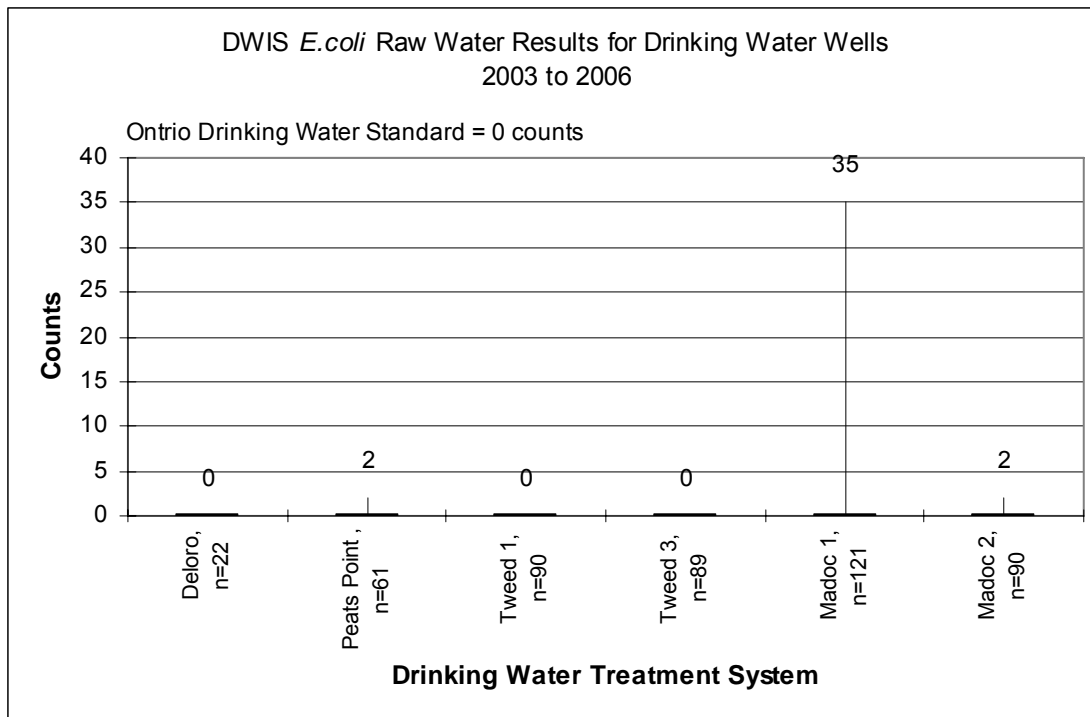 DWIS E.coli Raw Water Results for Drinking Water Wells
2003 to 2006
Ontrio Drinking Water Standard = 0 counts
Counts
40
35
30
25
20
15
10
5
0
0
2
0
0
35
2
Deloro,
n=22
Peats Point ,
n=61
Tweed 1,
n=90
Tweed 3,
n=89
Madoc 1,
n=121
Madoc 2,
n=90
Drinking Water Treatment System